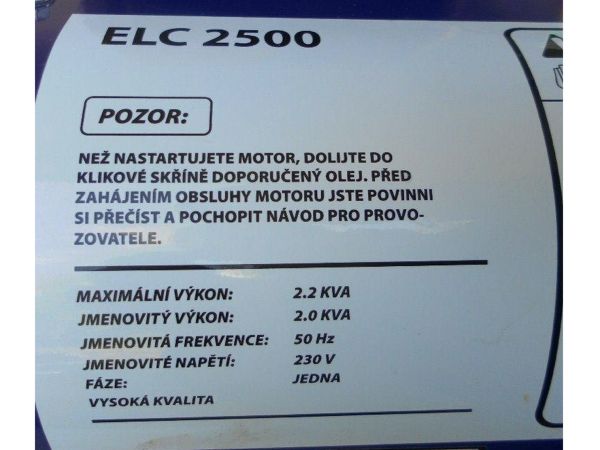 ELC 2500
POZOR:
NEŽ NASTARTUJETE MOTOR, DOLIJTE DO
KLIKOVÉ SKŘÍNĚ DOPORUČENÝ OLEJ. PŘED
ZAHÁJENÍM OBSLUHY MOTORU JSTE POVINNI
SI PŘEČÍST A POCHOPIT NÁVOD PRO PROVO-
ZOVATELE.
MAXIMÁLNÍ VÝKON: 2.2 KVA
JMENOVITÝ VÝKON: 2.0 KVA
JMENOVITÁ FREKVENCE: 50 Hz
JMENOVITÉ NAPĚTÍ: 230 V
FÁZE: JEDNA
VYSOKÁ KVALITA